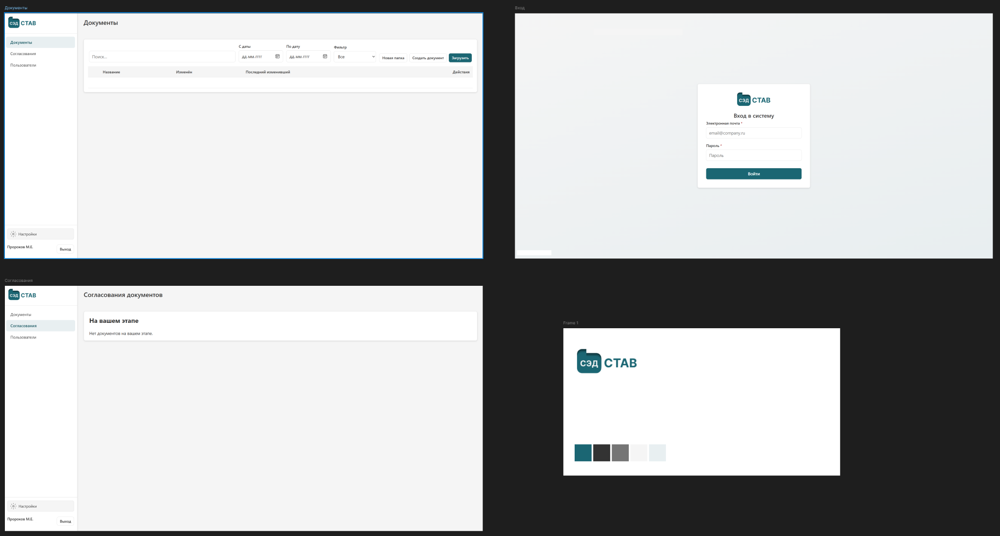 Документы
СЭД СТАВ
Документы
Согласования
Пользователи
Настройки
Пророков М.Е.
Выход
Документы
Поиск...
С даты
дд.мм.гггг
По дату
дд.мм.гггг
Фильтр
Все
Новая папка
Создать документ
Загрузить
Название Изменён Последний изменивший Действия
Вход
СЭД СТАВ
Вход в систему
Электронная почта *
email@company.ru
Пароль *
Пароль
Войти
Согласования
СЭД СТАВ
Документы
Согласования
Пользователи
Настройки
Пророков М.Е.
Выход
Согласования документов
На вашем этапе
Нет документов на вашем этапе.
Frame 1
СЭД СТАВ